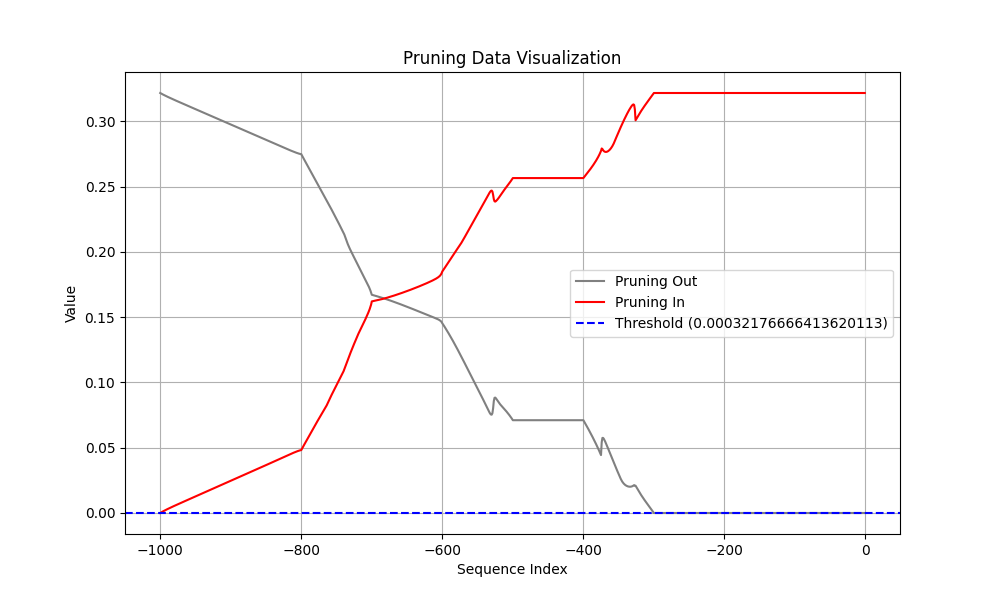 Pruning Data Visualization
Value
0.30
0.25
0.20
0.15
0.10
0.05
0.00
Pruning Out
Pruning In
Threshold (0.00032176666413620113)
−1000
−800
−600
−400
−200
0
Sequence Index